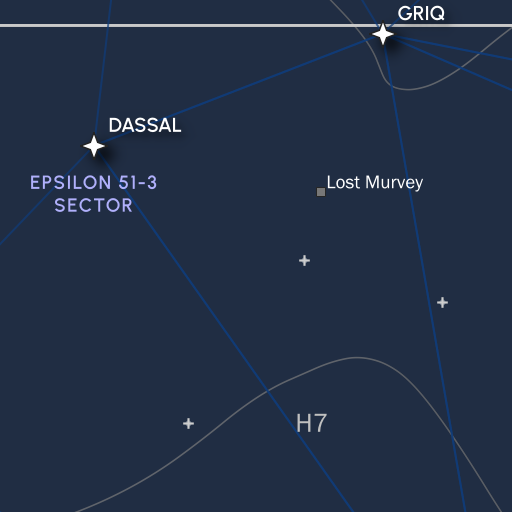 GRIQ
DASSAL
EPSILON 51-3
SECTOR
Lost Murvey
H7